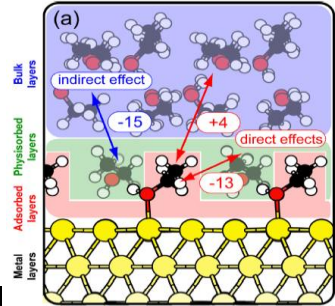 (a)
Bulk
layers
Physisorbed
layers
Adsorbed
layers
Metal
layers
indirect effect
-15
+4
direct effects
-13